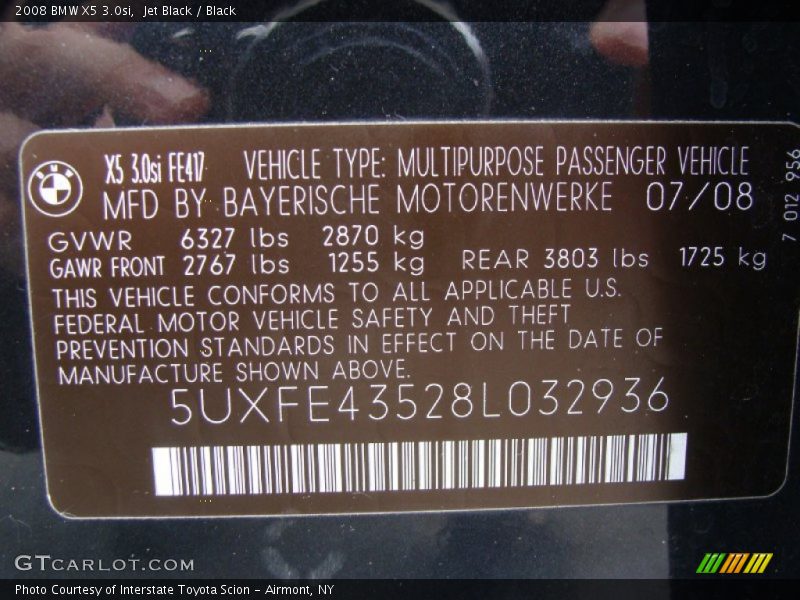 2008 BMW X5 3.0si, Jet Black / Black
X5 3.0si FE417 VEHICLE TYPE: MULTIPURPOSE PASSENGER VEHICLE
MFD BY BAYERISCHE MOTORENWERKE 07/08
GVWR 6327 lbs 2870 kg
GAWR FRONT 2767 lbs 1255 kg REAR 3803 lbs 1725 kg
THIS VEHICLE CONFORMS TO ALL APPLICABLE U.S.
FEDERAL MOTOR VEHICLE SAFETY AND THEFT
PREVENTION STANDARDS IN EFFECT ON THE DATE OF
MANUFACTURE SHOWN ABOVE.
5UXFE43528L032936
7 012 956
GTCARLOT.COM
Photo Courtesy of Interstate Toyota Scion - Airmont, NY